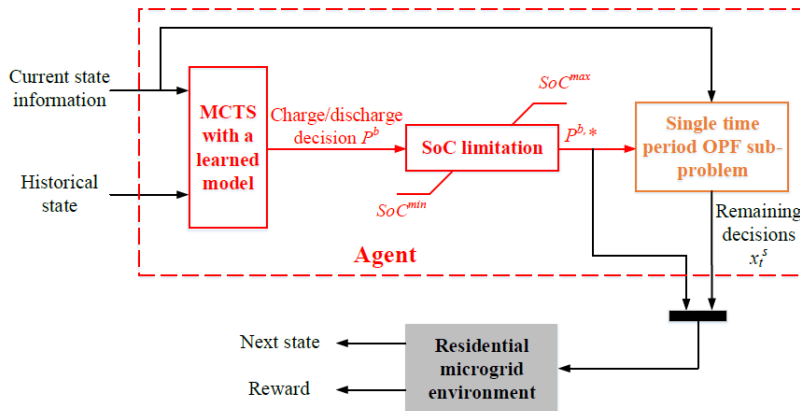 Current state
information
Historical
state
MCTS
with a
learned
model
Charge/discharge
decision P^b
SoC^max
SoC limitation
SoC^min
P^b,*
Single time
period OPF sub-
problem
Remaining
decisions
x_t^s
Agent
Next state
Reward
Residential
microgrid
environment